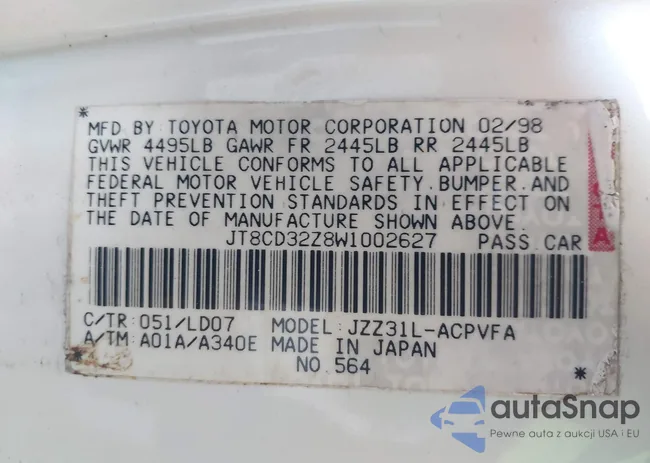 MFD BY TOYOTA MOTOR CORPORATION 02/98
GVWR 4495LB GAWR FR 2445LB RR 2445LB
THIS VEHICLE CONFORMS TO ALL APPLICABLE
FEDERAL MOTOR VEHICLE SAFETY, BUMPER, AND
THEFT PREVENTION STANDARDS IN EFFECT ON
THE DATE OF MANUFACTURE SHOWN ABOVE.
JT8CD32Z8W1002627 PASS.CAR
C/TR: 051/LD07 MODEL: JZZ31L-ACPVFA
A/TM: A01A/A340E MADE IN JAPAN
NO.564
autaSnap
Pewne auta z aukcji USA i EU